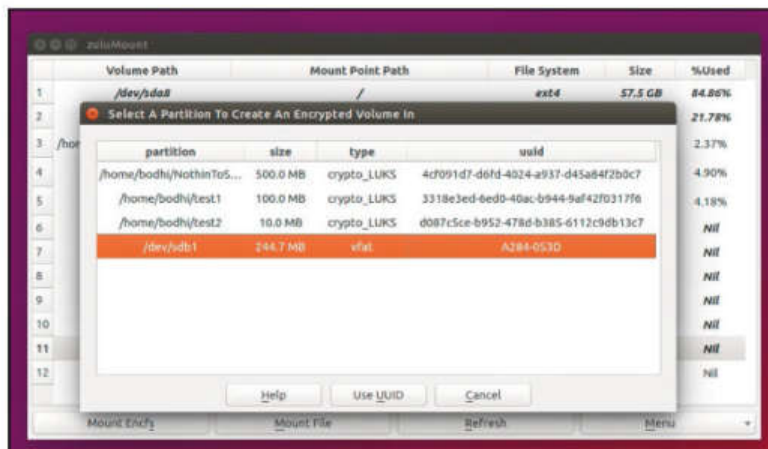 zuluMount
Volume Path Mount Point Path File System Size %Used
1 /dev/sda8 / ext4 57.5 GB 84.86%
2 21.78%
Select A Partition To Create An Encrypted Volume In
3 /hor 2.37%
partition size type uuid
/home/bodhi/NothinToS... 500.0 MB crypto_LUKS 4cf091d7-d6fd-4024-a937-d45a84f2b0c7
4 4.90%
/home/bodhi/test1 100.0 MB crypto_LUKS 3318e3ed-6ed0-40ac-b944-9af42f0317f6
5 4.18%
/home/bodhi/test2 10.0 MB crypto_LUKS d087c5ce-b952-478d-b385-6112c9db13c7
6 Nil
/dev/sdb1 244.7 MB vfat A284-053D
7 Nil
8 Nil
9 Nil
10 Nil
11 Nil
12 Nil
Help Use UUID Cancel
Mount Encfs Mount File Refresh Menu